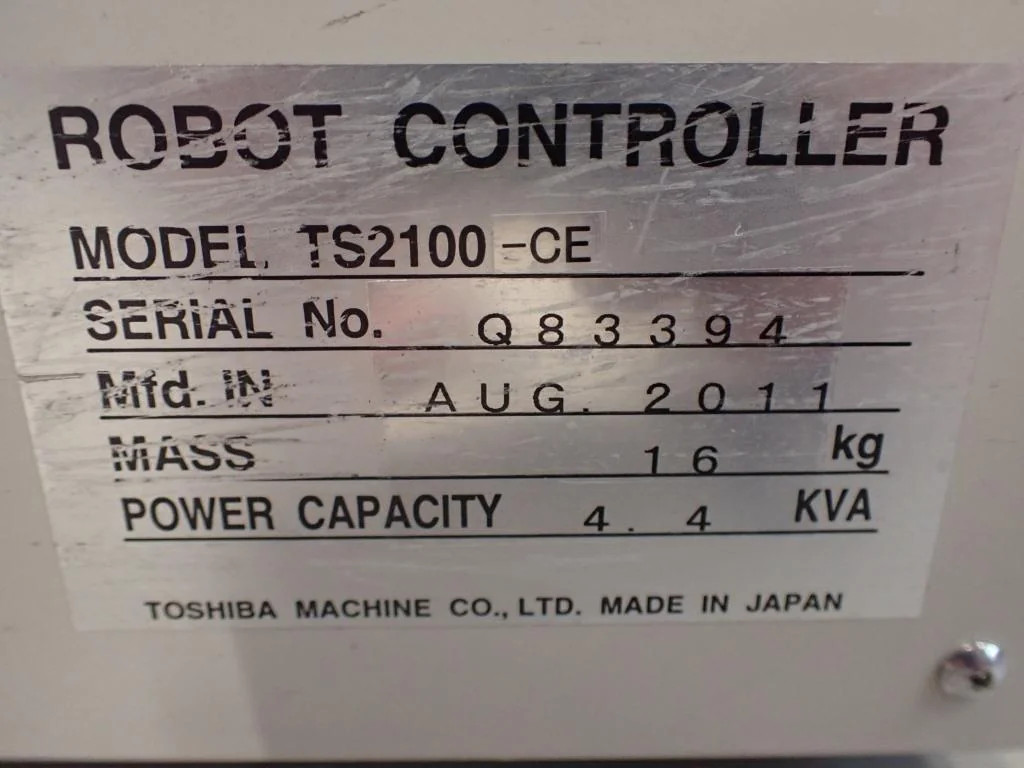 ROBOT CONTROLLER
MODEL TS2100-CE
SERIAL No. Q83394
Mfd. IN AUG. 2011
MASS 16 kg
POWER CAPACITY 4.4 KVA
TOSHIBA MACHINE CO., LTD. MADE IN JAPAN